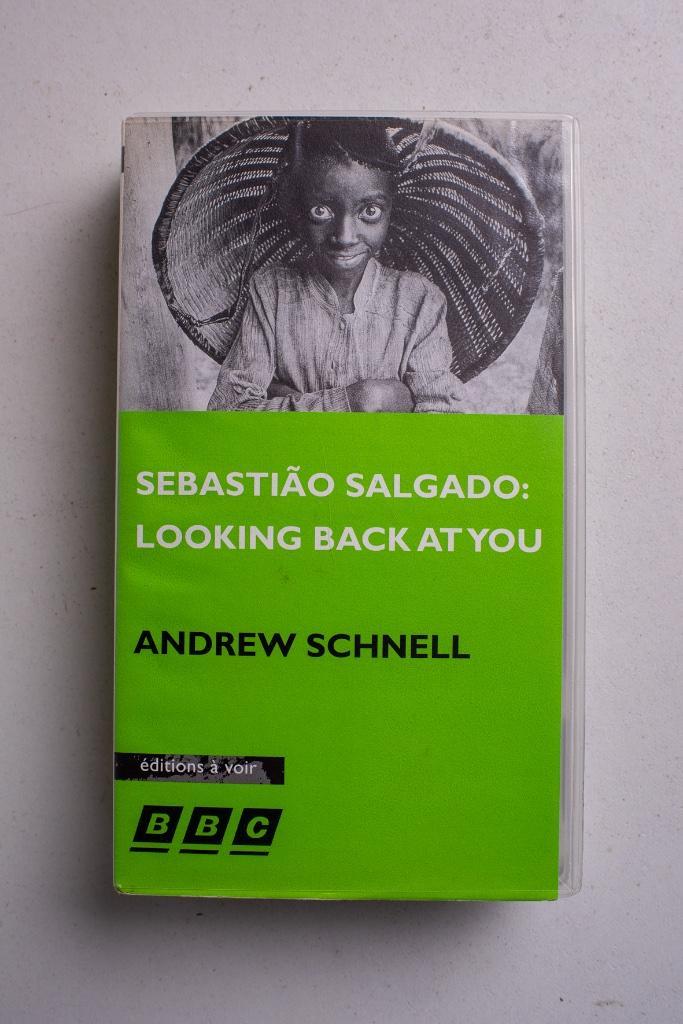 SEBASTIÃO SALGADO:
LOOKING BACK AT YOU
ANDREW SCHNELL
éditions à voir
BBC